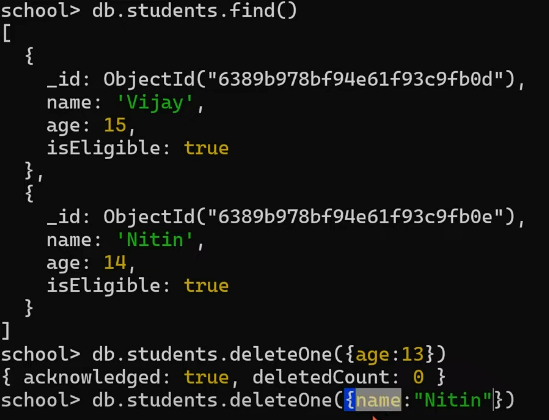 school> db.students.find()
[
  {
    _id: ObjectId("6389b978bf94e61f93c9fb0d"),
    name: 'Vijay',
    age: 15,
    isEligible: true
  },
  {
    _id: ObjectId("6389b978bf94e61f93c9fb0e"),
    name: 'Nitin',
    age: 14,
    isEligible: true
  }
]
school> db.students.deleteOne({age:13})
{ acknowledged: true, deletedCount: 0 }
school> db.students.deleteOne({name:"Nitin"})